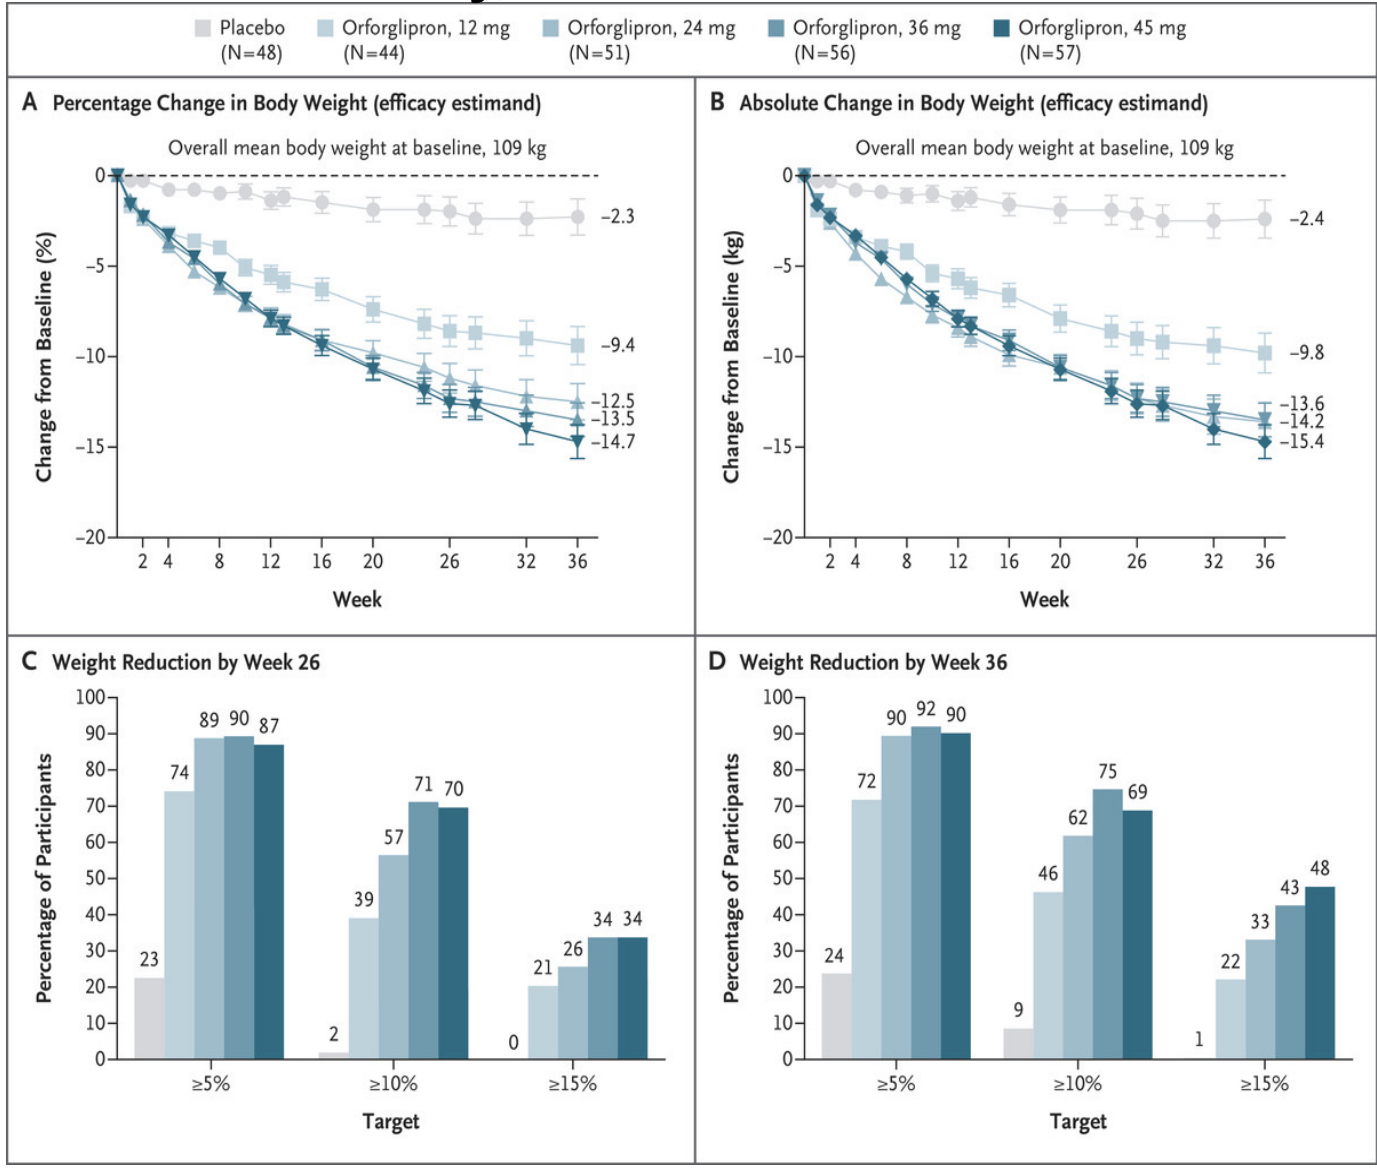 Placebo
(N=48)
Orforglipron, 12 mg
(N=44)
Orforglipron, 24 mg
(N=51)
Orforglipron, 36 mg
(N=56)
Orforglipron, 45 mg
(N=57)
A Percentage Change in Body Weight (efficacy estimand)
Overall mean body weight at baseline, 109 kg
Change from Baseline (%)
0
−5
−10
−15
−20
−2.3
−9.4
−12.5
−13.5
−14.7
2 4 8 12 16 20 26 32 36
Week
B Absolute Change in Body Weight (efficacy estimand)
Overall mean body weight at baseline, 109 kg
Change from Baseline (kg)
0
−5
−10
−15
−20
−2.4
−9.8
−13.6
−14.2
−15.4
2 4 8 12 16 20 26 32 36
Week
C Weight Reduction by Week 26
Percentage of Participants
100
90
80
70
60
50
40
30
20
10
0
23 74 89 90 87
2 39 57 71 70
0 21 26 34 34
≥5% ≥10% ≥15%
Target
D Weight Reduction by Week 36
Percentage of Participants
100
90
80
70
60
50
40
30
20
10
0
24 72 90 92 90
9 46 62 75 69
1 22 33 43 48
≥5% ≥10% ≥15%
Target